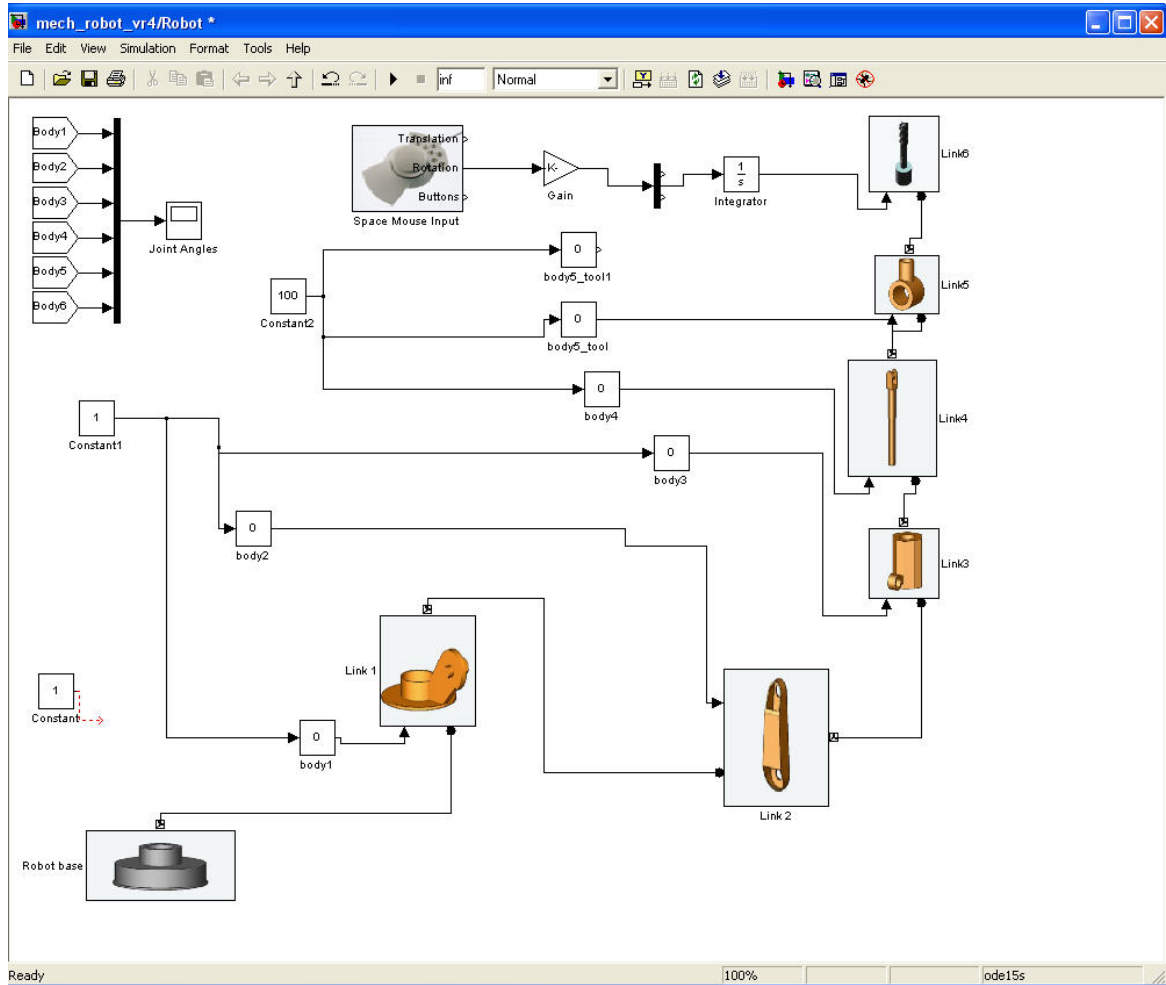 mech_robot_vr4/Robot *
File Edit View Simulation Format Tools Help
inf Normal
Body1
Body2
Body3
Body4
Body5
Body6
Joint Angles
Translation
Rotation
Buttons
Space Mouse Input
K-
Gain
1
s
Integrator
Link6
0
body5_tool1
Link5
100
Constant2
0
body5_tool
0
body4
Link4
1
Constant1
0
body3
0
body2
Link3
Link 1
1
Constant
0
body1
Link 2
Robot base
Ready 100% ode15s